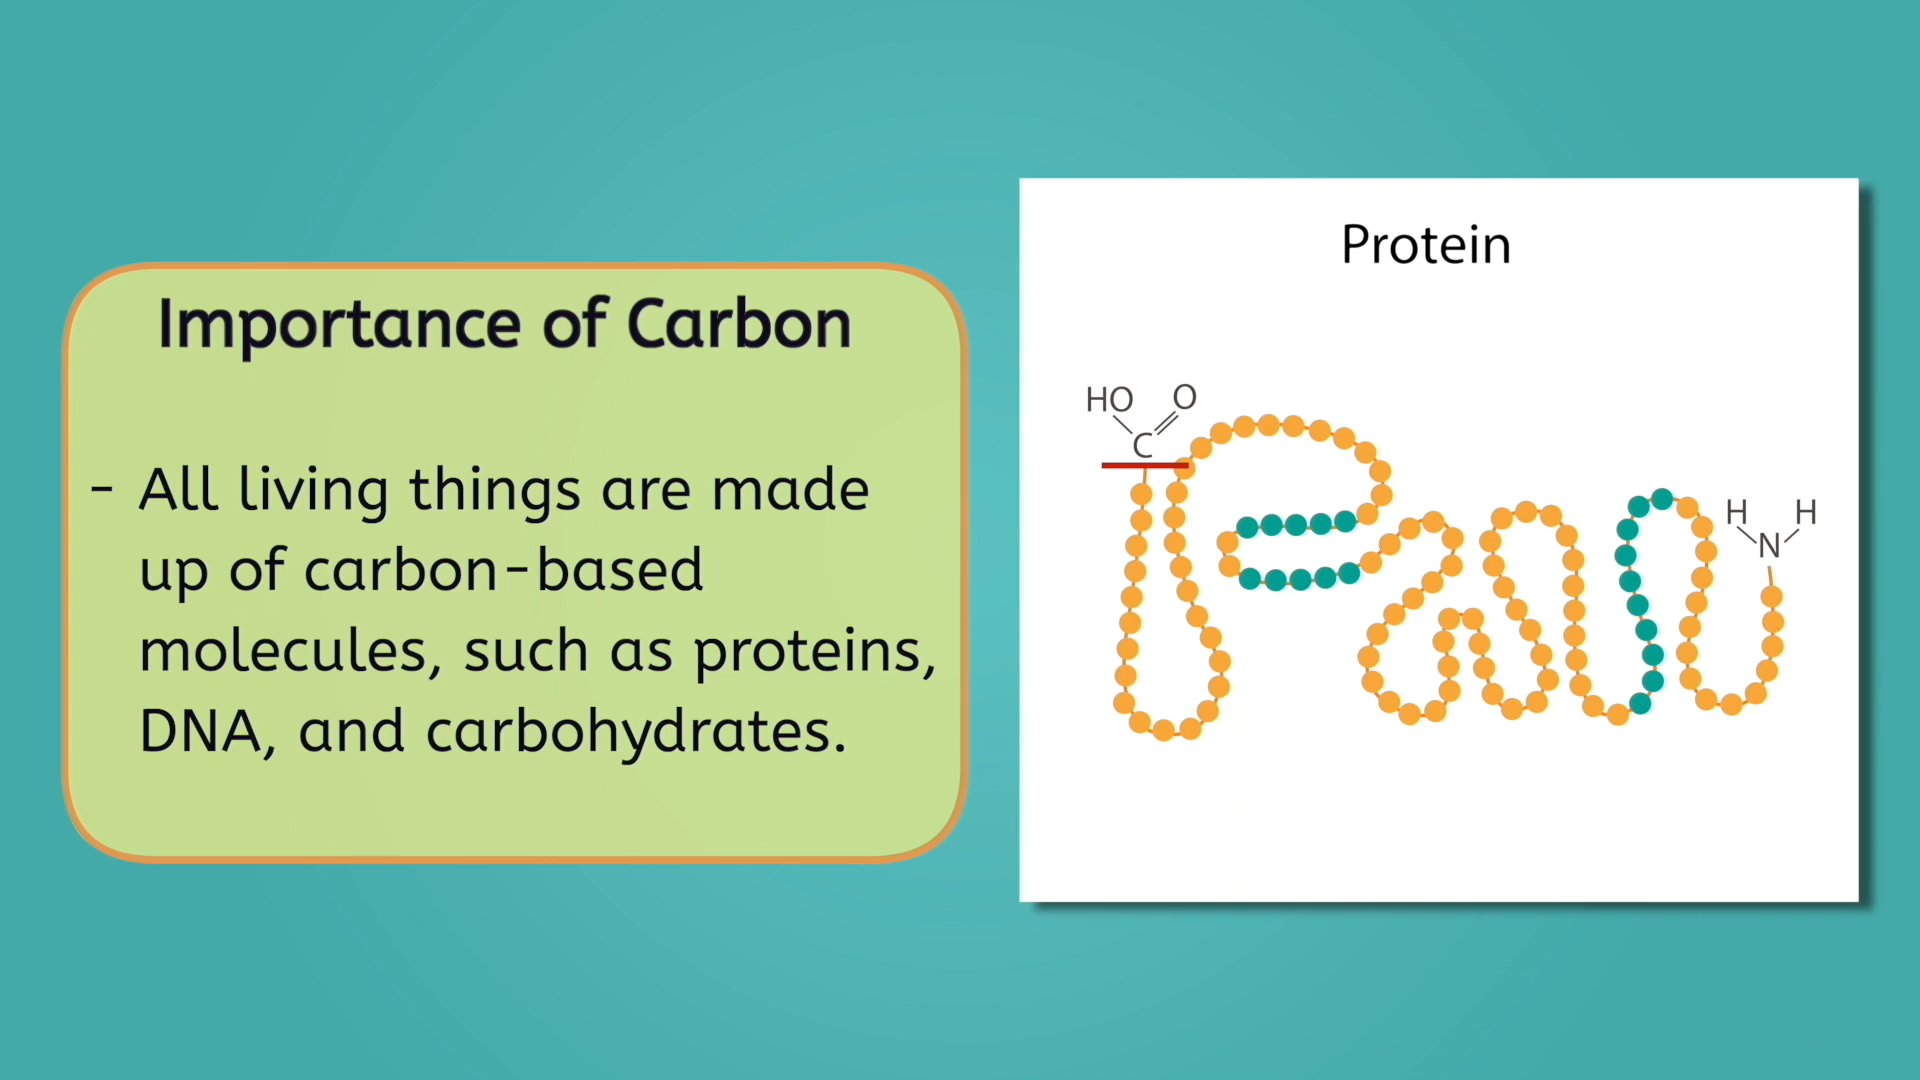 Importance of Carbon
- All living things are made
up of carbon-based
molecules, such as proteins,
DNA, and carbohydrates.
Protein
HO O
C
H H
N